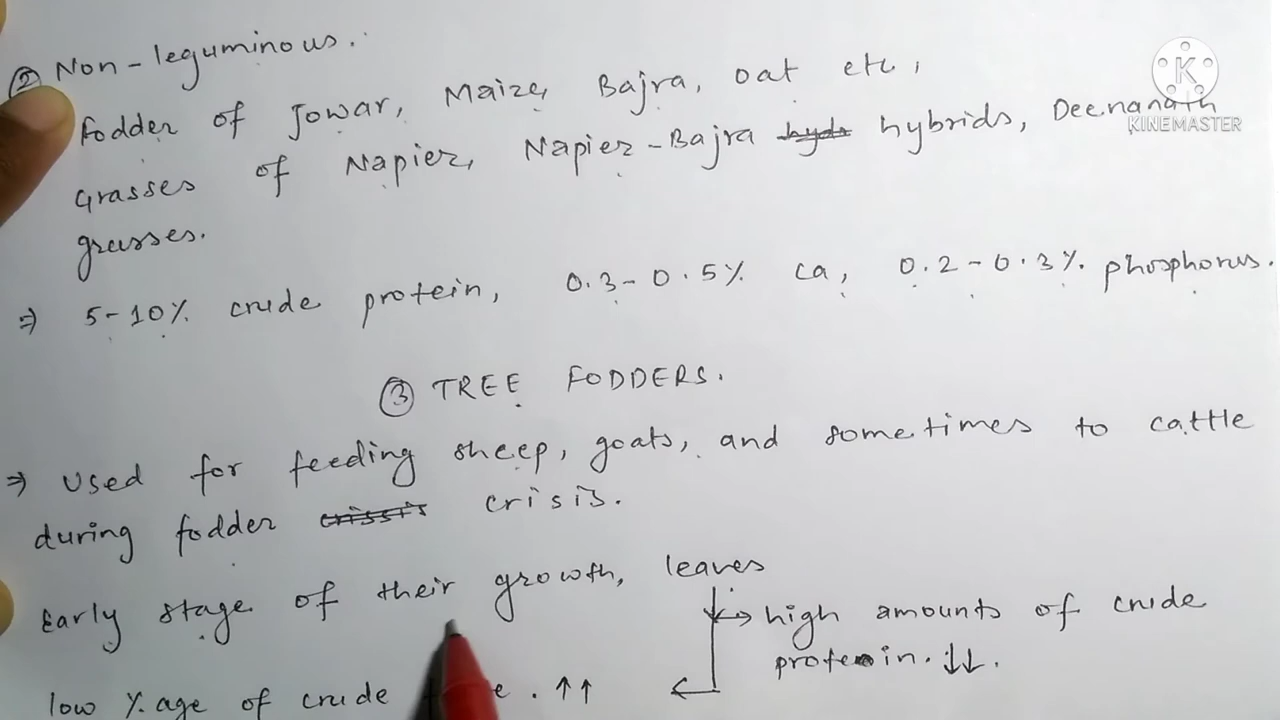 ② Non-leguminous.
Fodder of Jowar, Maize, Bajra, oat etc,
Grasses of Napier, Napier-Bajra hybrids, Deenanath
grasses.
⇒ 5-10% crude protein, 0.3-0.5% ca, 0.2-0.3% phosphorus.
③ TREE FODDERS.
⇒ Used for feeding sheep, goats, and sometimes to cattle
during fodder crissis crisis.
Early stage of their growth, leaves
↳ high amounts of crude
protein. ↓↓.
low %age of crude . ↑↑ ←
K
KINEMASTER